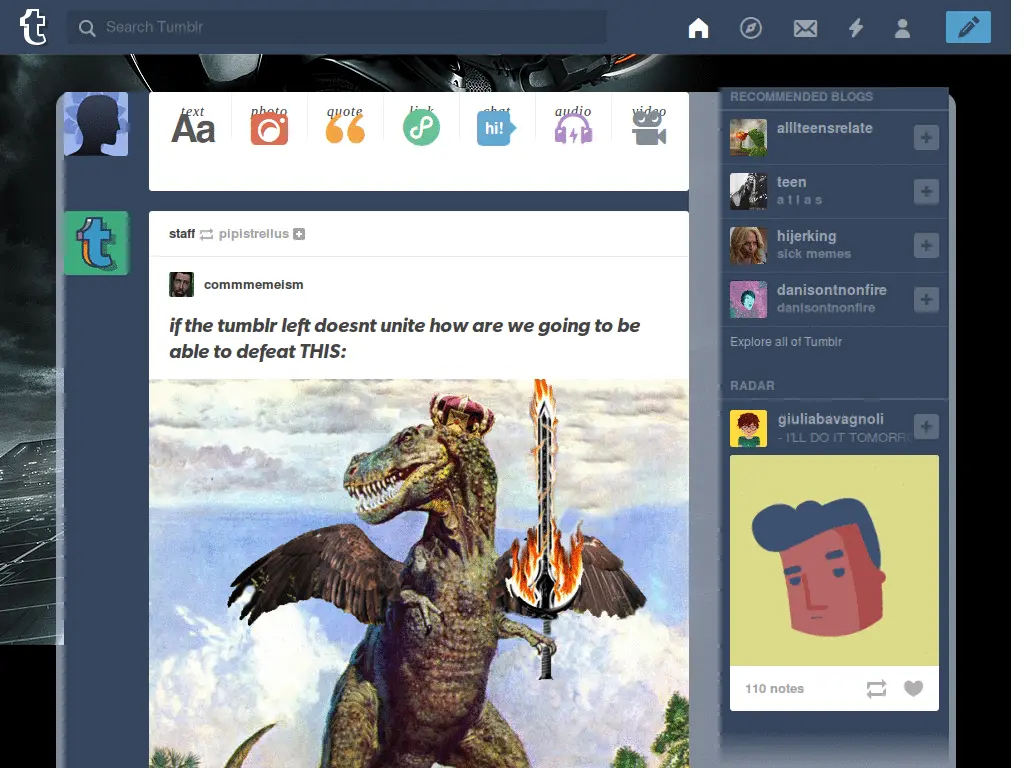 Search Tumblr
text photo quote link chat audio video
Aa hi!
staff pipistrellus
commmemeism
if the tumblr left doesnt unite how are we going to be
able to defeat THIS:
RECOMMENDED BLOGS
allteensrelate
teen
a t l a s
hijerking
sick memes
danisontnonfire
danisontnonfire
Explore all of Tumblr
RADAR
giuliabavagnoli
- I'LL DO IT TOMORRO
110 notes